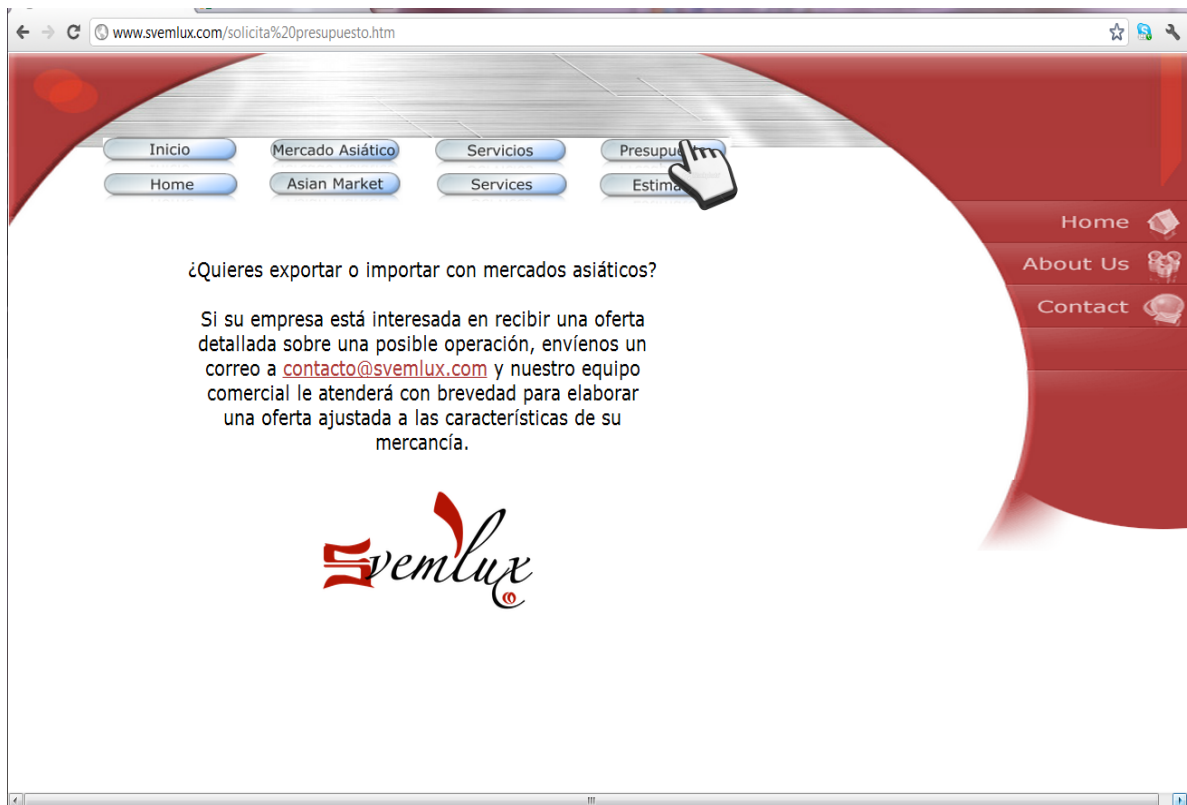 www.svemlux.com/solicita%20presupuesto.htm
Inicio Mercado Asiático Servicios
Home Asian Market Services
Home
About Us
Contact
¿Quieres exportar o importar con mercados asiáticos?
Si su empresa está interesada en recibir una oferta
detallada sobre una posible operación, envíenos un
correo a contacto@svemlux.com y nuestro equipo
comercial le atenderá con brevedad para elaborar
una oferta ajustada a las características de su
mercancía.
Svemlux